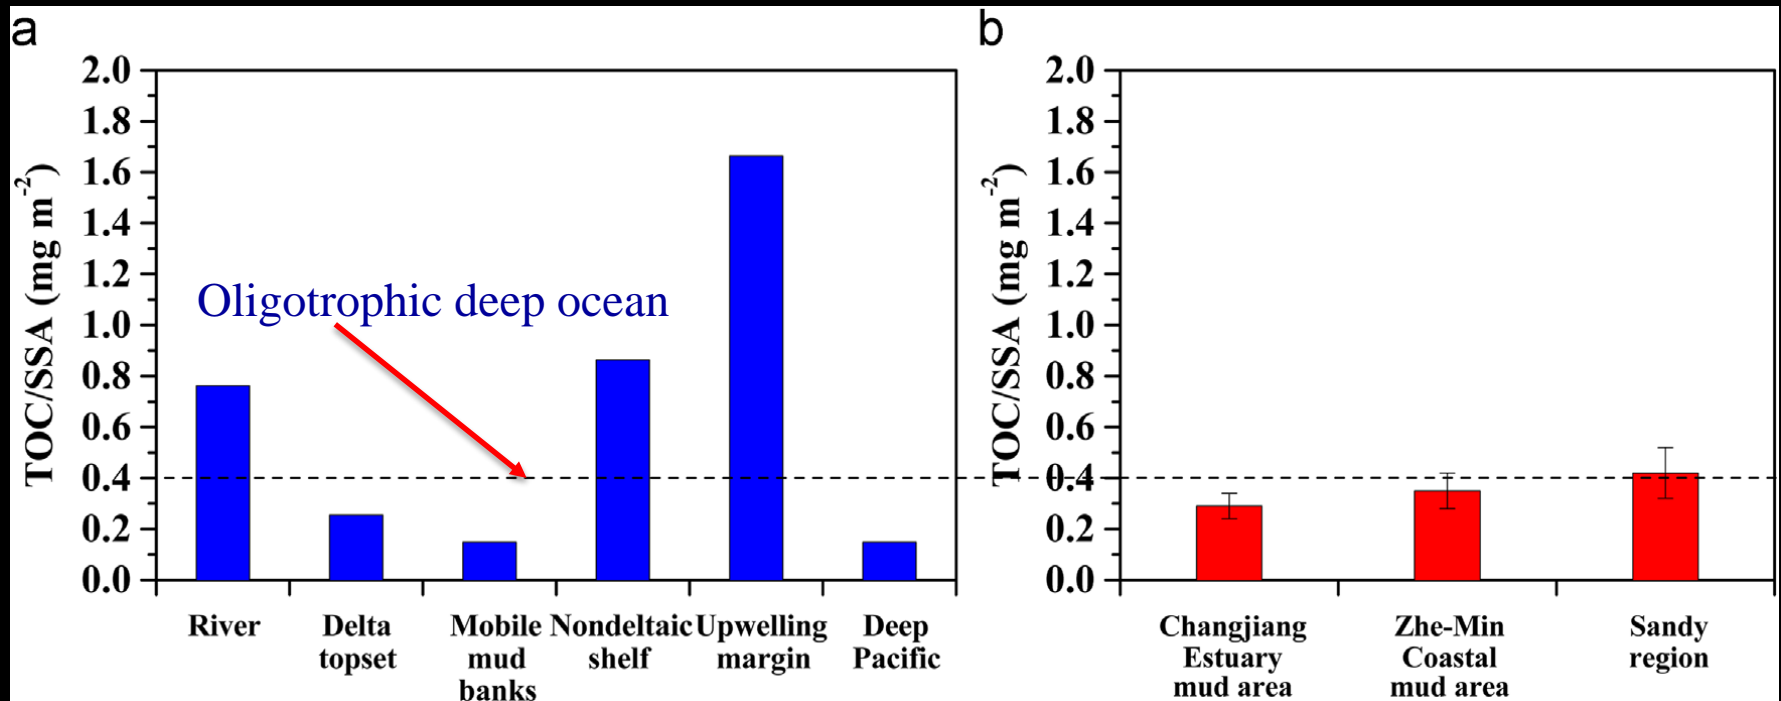 a
2.0
1.8
1.6
1.4
1.2
1.0
0.8
0.6
0.4
0.2
0.0
TOC/SSA (mg m-2)
Oligotrophic deep ocean
River
Delta
topset
Mobile
mud
banks
Nondeltaic
shelf
Upwelling
margin
Deep
Pacific
b
2.0
1.8
1.6
1.4
1.2
1.0
0.8
0.6
0.4
0.2
0.0
TOC/SSA (mg m-2)
Changjiang
Estuary
mud area
Zhe-Min
Coastal
mud area
Sandy
region